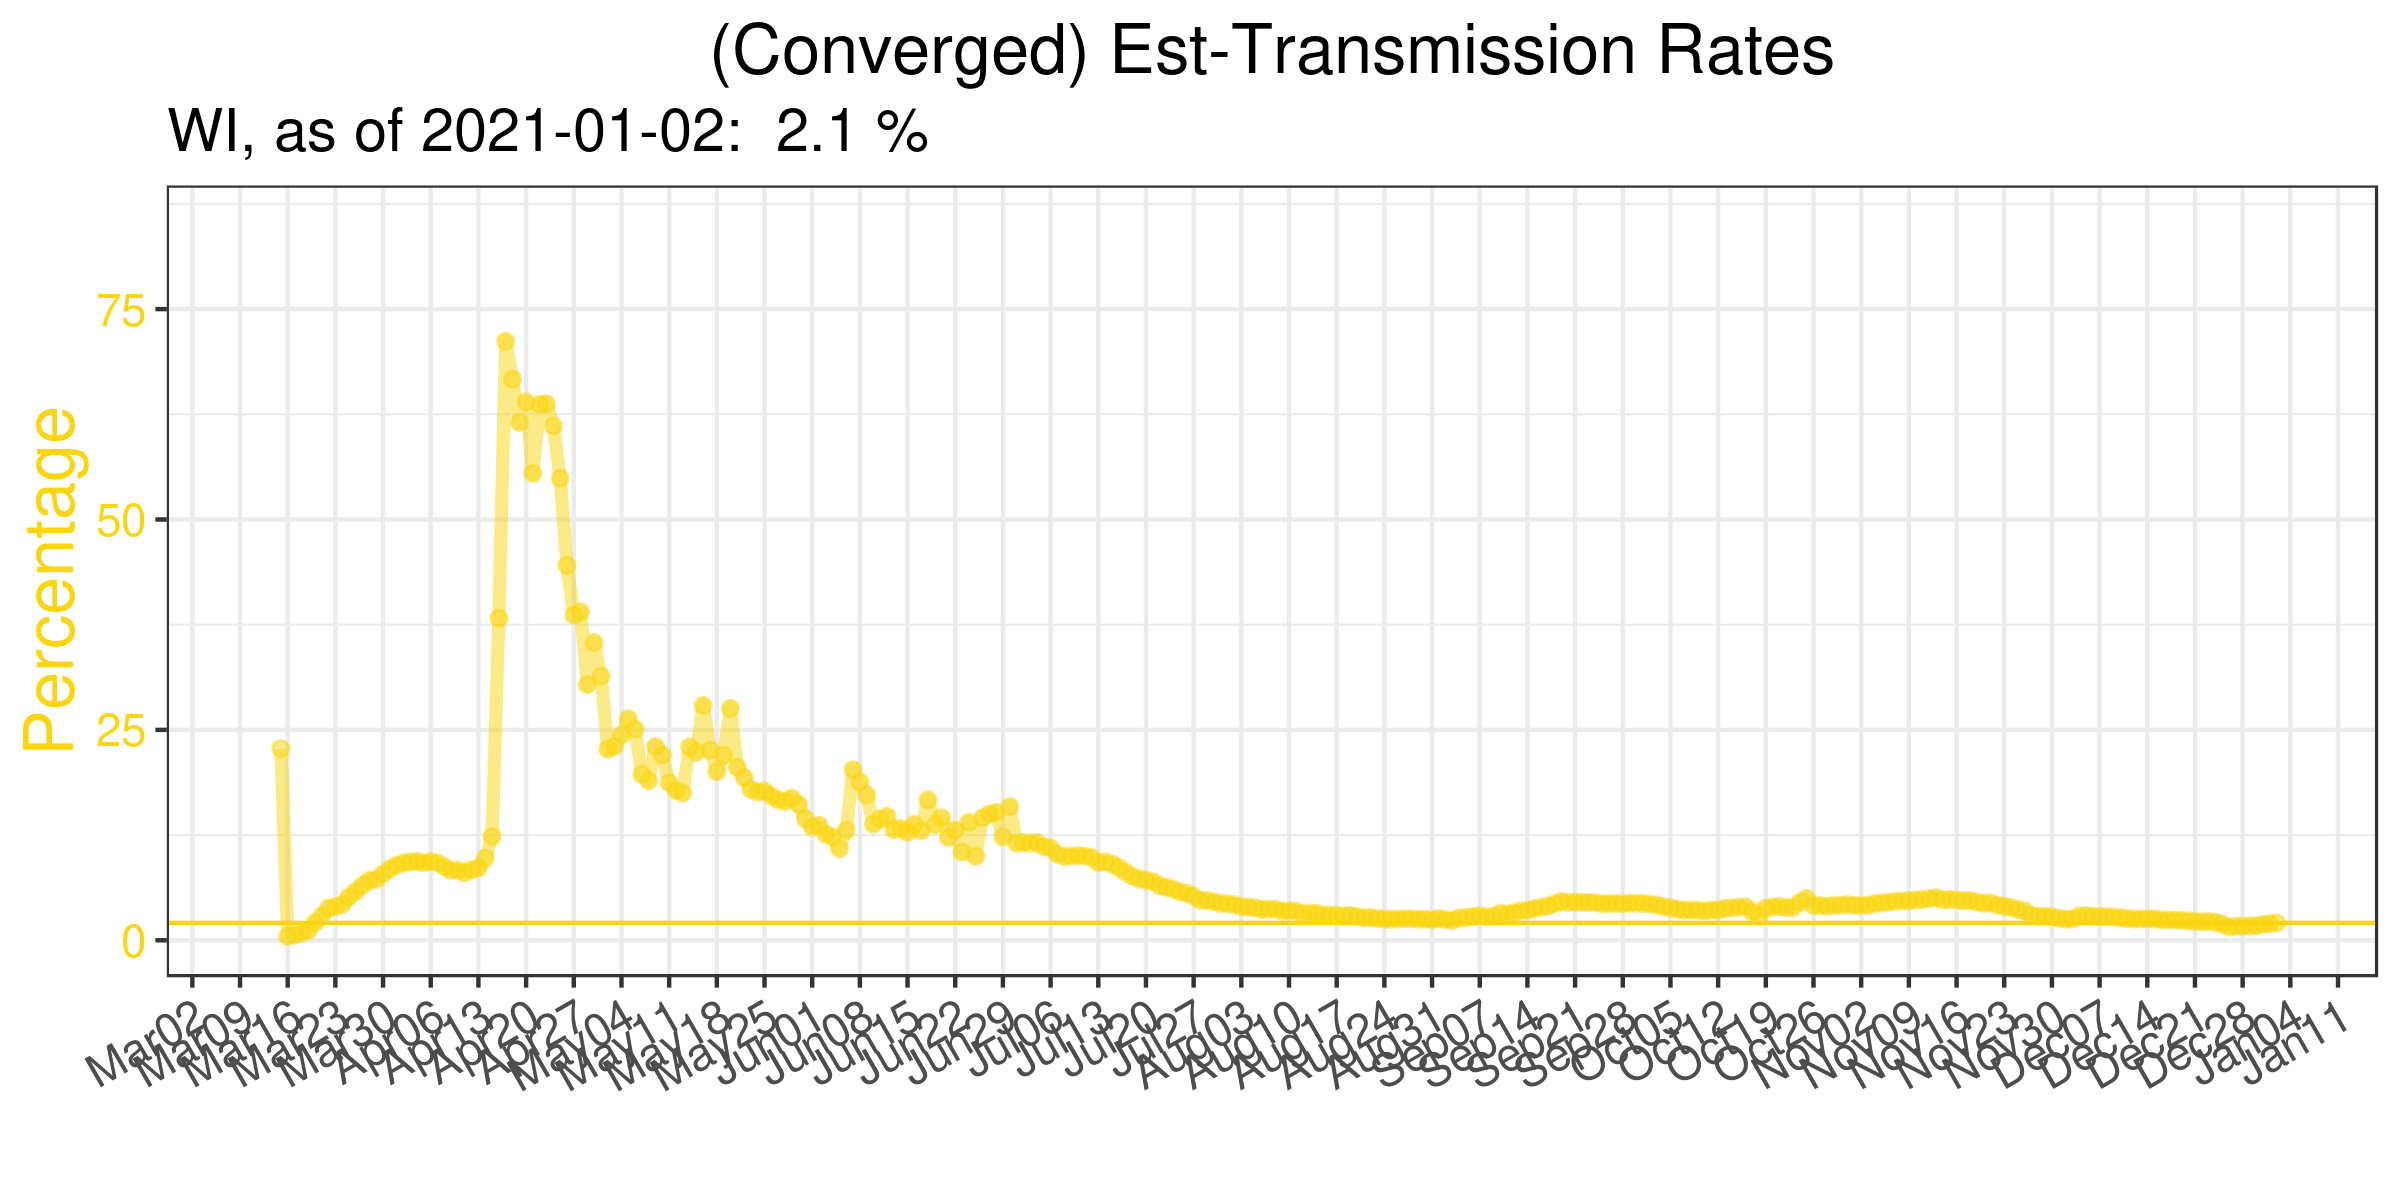 (Converged) Est-Transmission Rates
WI, as of 2021-01-02:  2.1 %
Percentage
75
50
25
0
Mar02
Mar09
Mar16
Mar23
Mar30
Apr06
Apr13
Apr20
Apr27
May04
May11
May18
May25
Jun01
Jun08
Jun15
Jun22
Jun29
Jul06
Jul13
Jul20
Jul27
Aug03
Aug10
Aug17
Aug24
Aug31
Sep07
Sep14
Sep21
Sep28
Oct05
Oct12
Oct19
Oct26
Nov02
Nov09
Nov16
Nov23
Nov30
Dec07
Dec14
Dec21
Dec28
Jan04
Jan11